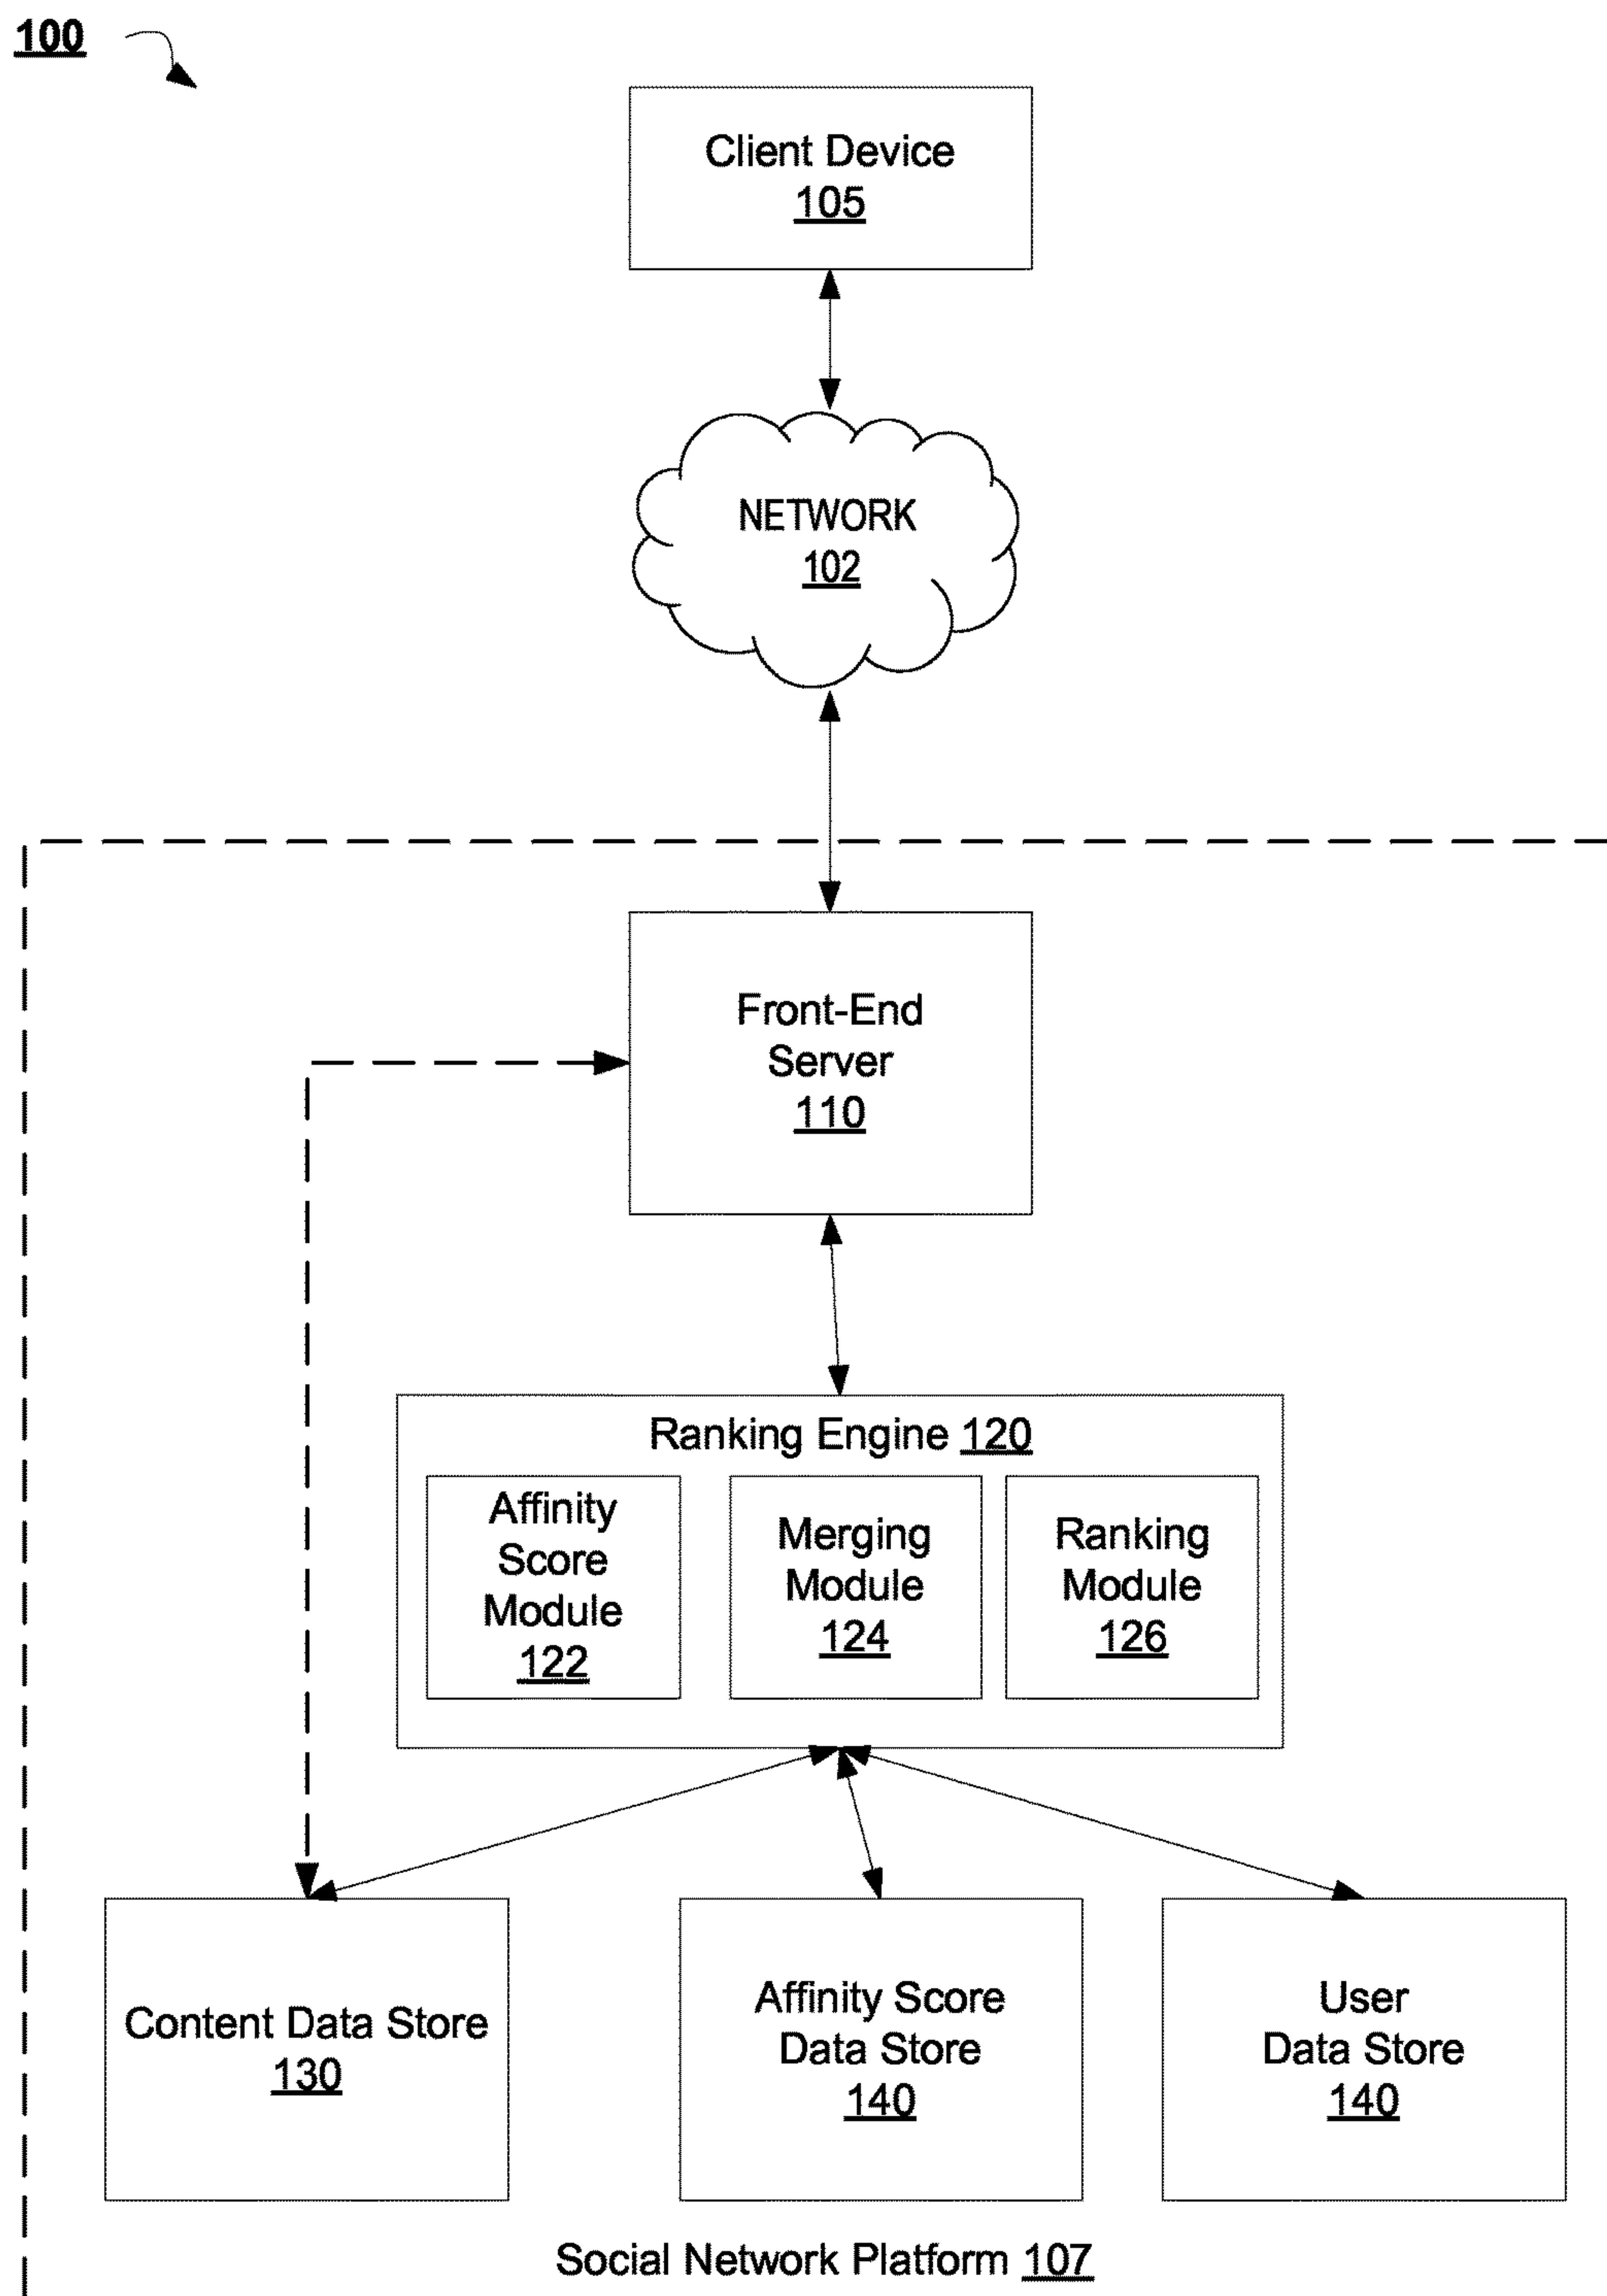 100
Client Device
105
NETWORK
102
Front-End
Server
110
Ranking Engine 120
Affinity
Score
Module
122
Merging
Module
124
Ranking
Module
126
Content Data Store
130
Affinity Score
Data Store
140
User
Data Store
140
Social Network Platform 107